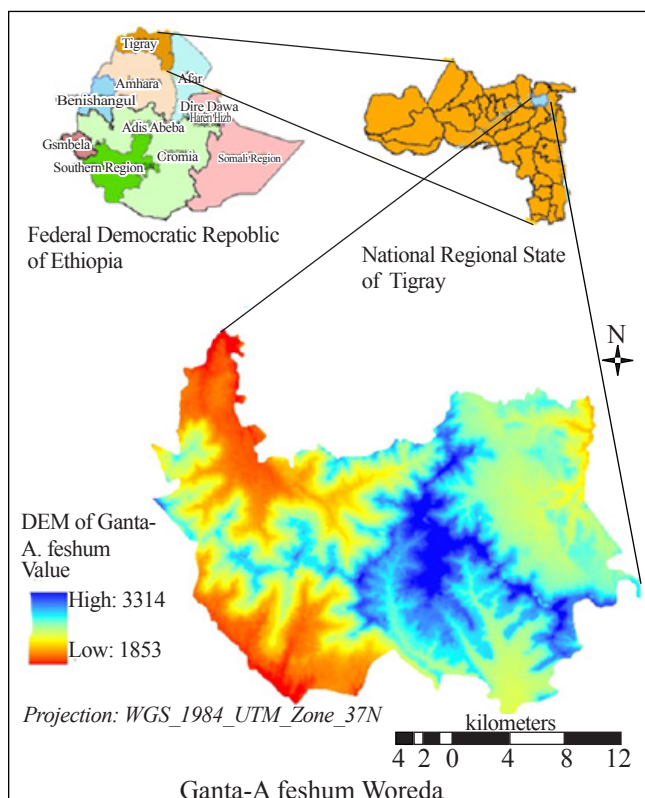 Tigray
Amhara
Afar
Benishangul
Dire Dawa
Hareri Hizb
Adis Abeba
Gsmbela
Cromia
Somali Region
Southern Region
Federal Democratic Repoblic
of Ethiopia
National Regional State
of Tigray
N
DEM of Ganta-
A. feshum
Value
High: 3314
Low: 1853
Projection: WGS_1984_UTM_Zone_37N
kilometers
4 2 0 4 8 12
Ganta-A feshum Woreda